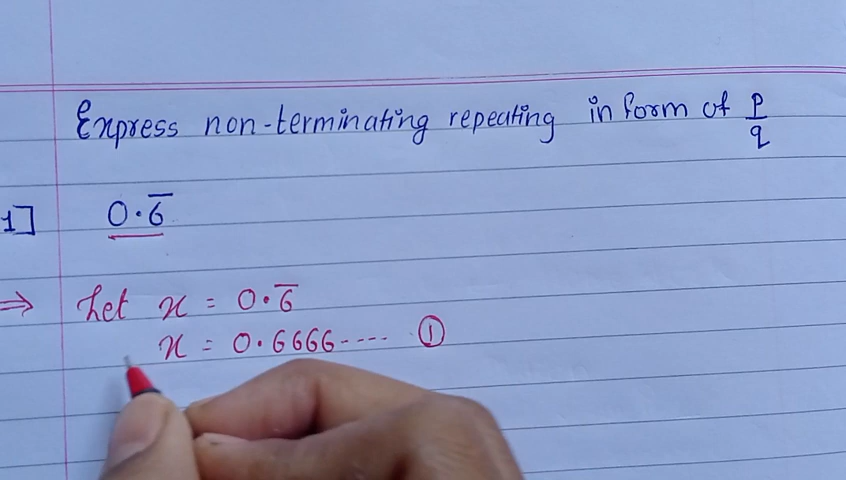 Express non-terminating repeating in form of p/q
1] 0.6̅
⇒ Let x = 0.6̅
x = 0.6666---- ①